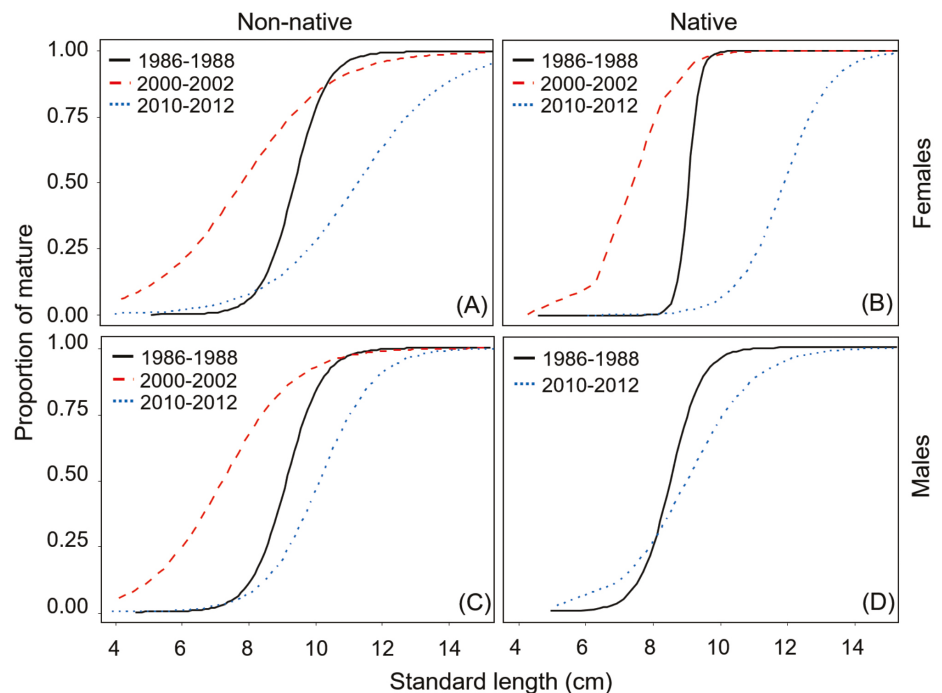 Non-native
Native
Proportion of mature
1.00
0.75
0.50
0.25
0.00
1986-1988
2000-2002
2010-2012
(A)
1986-1988
2000-2002
2010-2012
(B)
Females
1.00
0.75
0.50
0.25
0.00
1986-1988
2000-2002
2010-2012
(C)
1986-1988
2010-2012
(D)
Males
4 6 8 10 12 14
4 6 8 10 12 14
Standard length (cm)